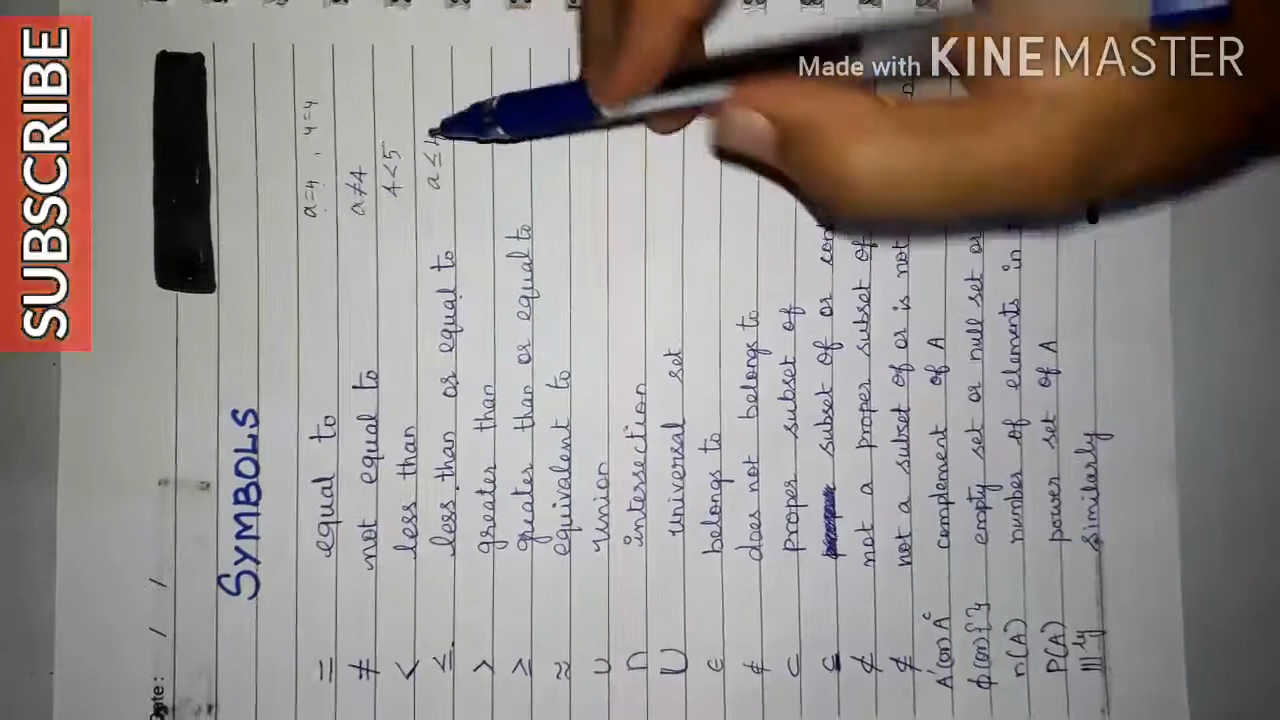 SUBSCRIBE
Made with KINEMASTER
Date: / /
SYMBOLS
= equal to a=4, 4=4
≠ not equal to a≠4
< less than 4<5
≤ less than or equal to a≤4
> greater than
≥ greater than or equal to
≈ equivalent to
∪ union
∩ intersection
U universal set
∈ belongs to
∉ does not belongs to
⊂ proper subset of
⊆ subset of or con
⊄ not a proper subset of
⊈ not a subset of or is not
A'(or)Aᶜ complement of A
ϕ(or){} empty set or null set or
n(A) number of elements in
P(A) power set of A
|||ly similarly